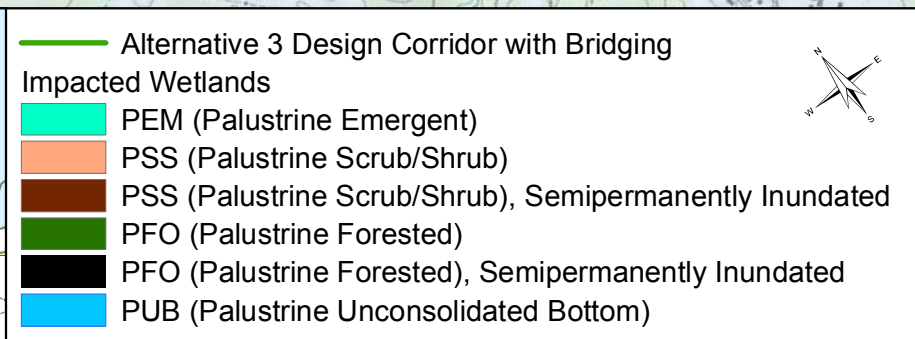 Alternative 3 Design Corridor with Bridging
Impacted Wetlands
PEM (Palustrine Emergent)
PSS (Palustrine Scrub/Shrub)
PSS (Palustrine Scrub/Shrub), Semipermanently Inundated
PFO (Palustrine Forested)
PFO (Palustrine Forested), Semipermanently Inundated
PUB (Palustrine Unconsolidated Bottom)
N
E
W
S